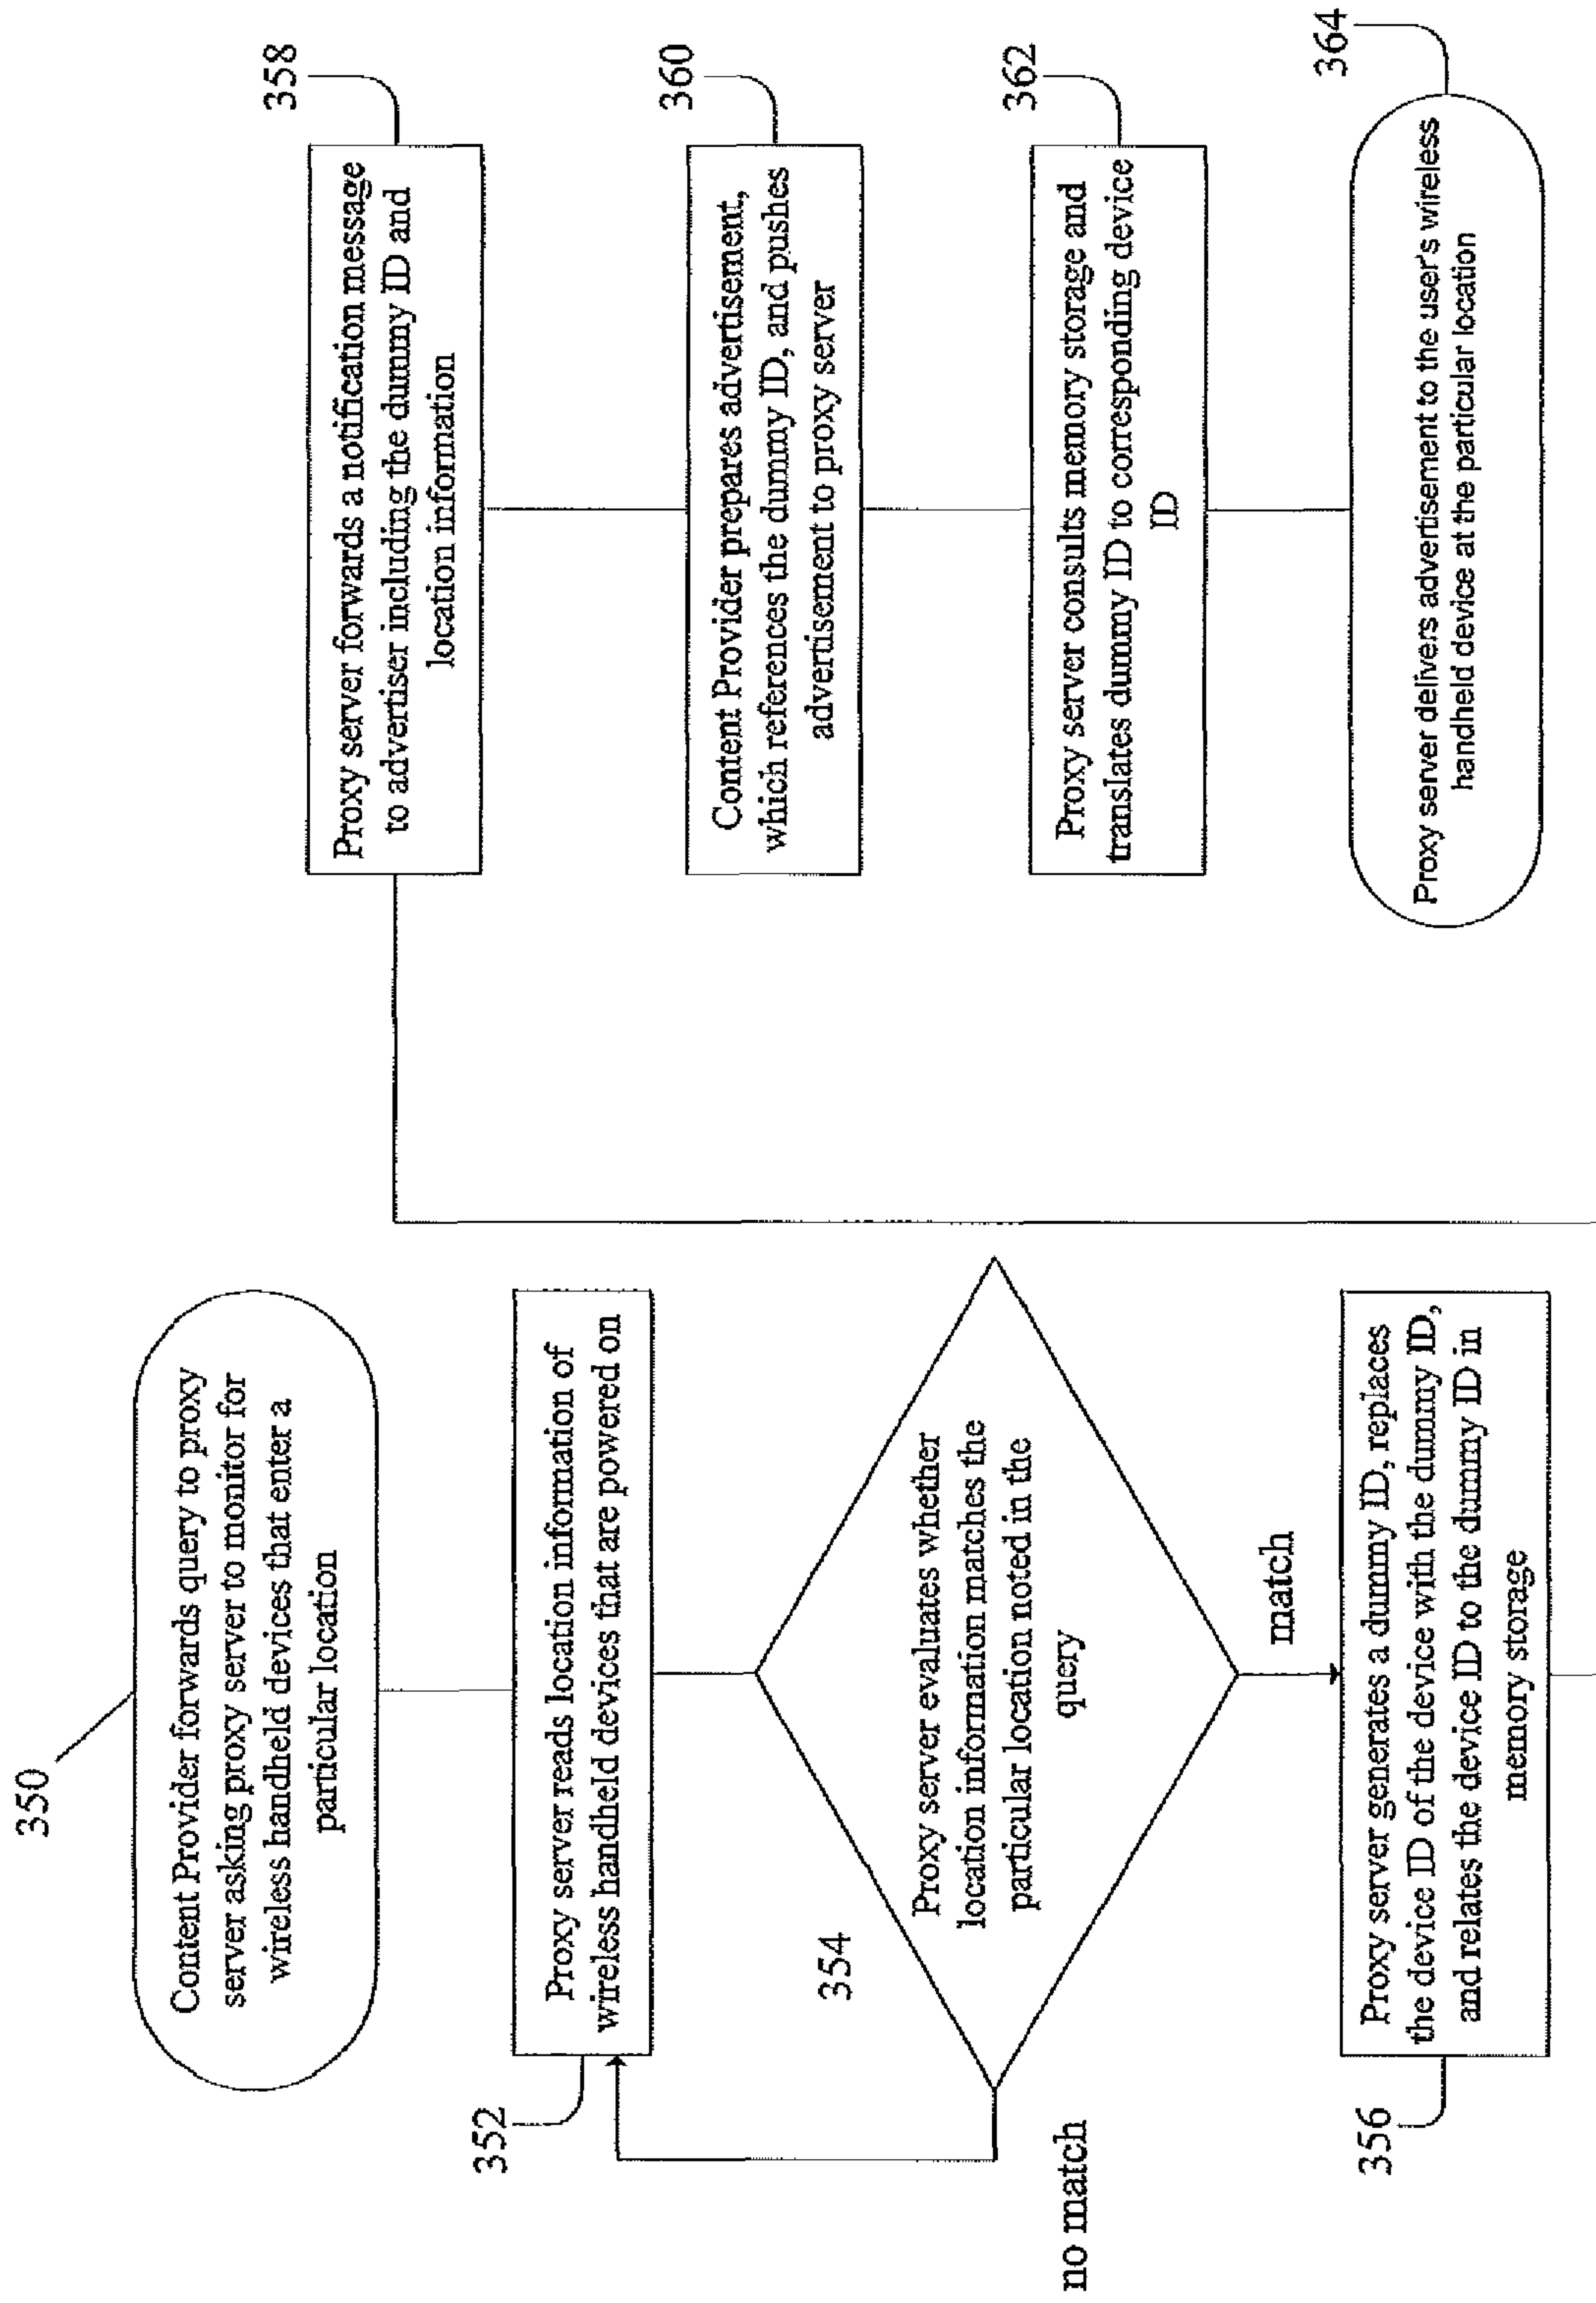 350
Content Provider forwards query to proxy
server asking proxy server to monitor for
wireless handheld devices that enter a
particular location
352
Proxy server reads location information of
wireless handheld devices that are powered on
354
Proxy server evaluates whether
location information matches the
particular location noted in the
query
no match
match
356
Proxy server generates a dummy ID, replaces
the device ID of the device with the dummy ID,
and relates the device ID to the dummy ID in
memory storage
358
Proxy server forwards a notification message
to advertiser including the dummy ID and
location information
360
Content Provider prepares advertisement,
which references the dummy ID, and pushes
advertisement to proxy server
362
Proxy server consults memory storage and
translates dummy ID to corresponding device
ID
364
Proxy server delivers advertisement to the user's wireless
handheld device at the particular location